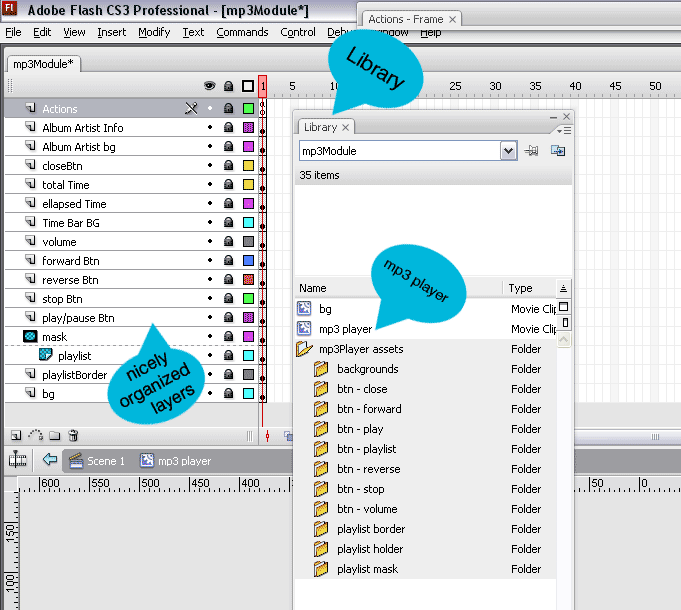 Adobe Flash CS3 Professional - [mp3Module*]
Actions - Frame
File Edit View Insert Modify Text Commands Control Window Help
Library
mp3Module*
1 5 25 30 35 40 45 50
Actions
Album Artist Info
Album Artist bg
closeBtn
total Time
ellapsed Time
Time Bar BG
volume
forward Btn
reverse Btn
stop Btn
play/pause Btn
mask
playlist
playlistBorder
bg
nicely
organized
layers
Scene 1 mp3 player
600 550 500 450 400 50 0
150
100
Library
mp3Module
35 items
mp3 player
Name Type
bg Movie Clip
mp3 player Movie Clip
mp3Player assets Folder
backgrounds Folder
btn - close Folder
btn - forward Folder
btn - play Folder
btn - playlist Folder
btn - reverse Folder
btn - stop Folder
btn - volume Folder
playlist border Folder
playlist holder Folder
playlist mask Folder